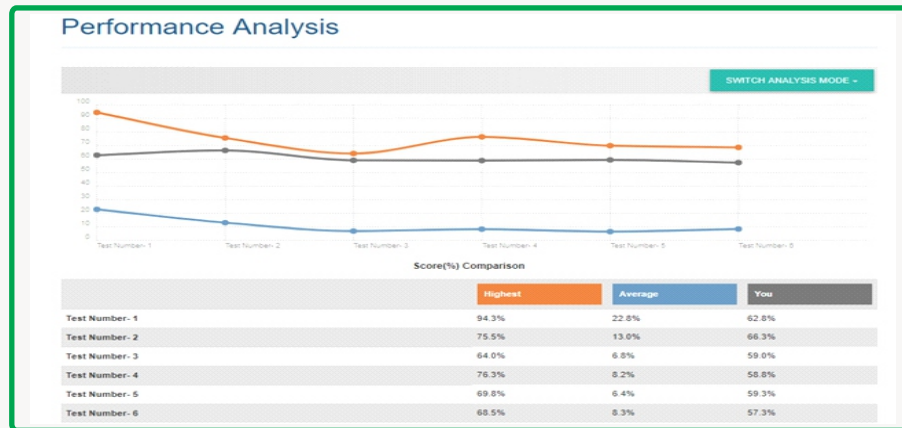 Performance Analysis
SWITCH ANALYSIS MODE -
100
90
80
70
60
50
40
30
20
10
0
Test Number- 1 Test Number- 2 Test Number- 3 Test Number- 4 Test Number- 5 Test Number- 6
Score(%) Comparison
Highest Average You
Test Number- 1 94.3% 22.8% 62.8%
Test Number- 2 75.5% 13.0% 66.3%
Test Number- 3 64.0% 6.8% 59.0%
Test Number- 4 76.3% 8.2% 58.8%
Test Number- 5 69.8% 6.4% 59.3%
Test Number- 6 68.5% 8.3% 57.3%